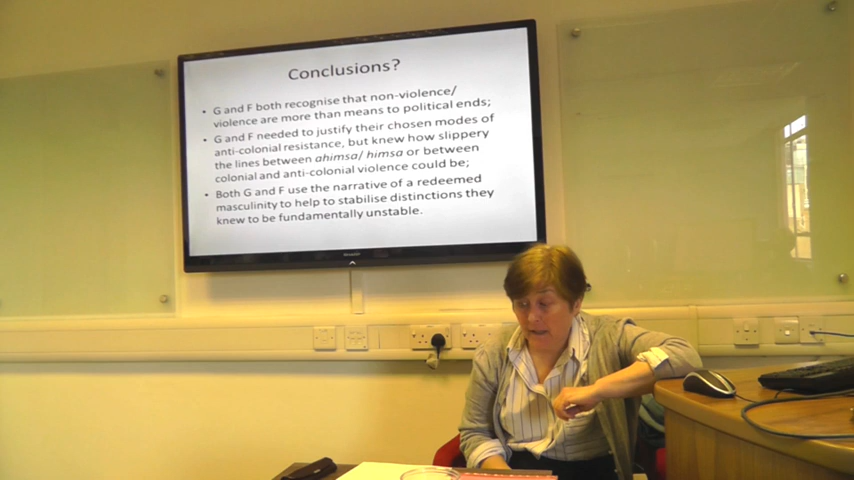 Conclusions?
• G and F both recognise that non-violence/
violence are more than means to political ends;
• G and F needed to justify their chosen modes of
anti-colonial resistance, but knew how slippery
the lines between ahimsa/ himsa or between
colonial and anti-colonial violence could be;
• Both G and F use the narrative of a redeemed
masculinity to help to stabilise distinctions they
knew to be fundamentally unstable.